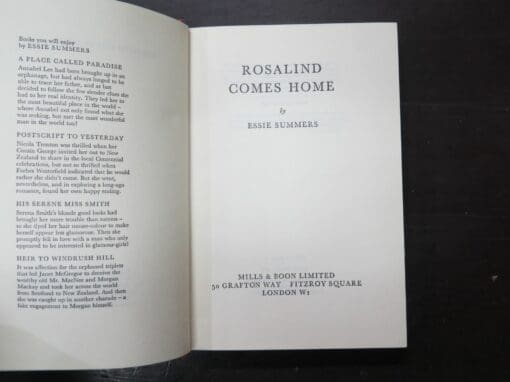 Books you will enjoy
by ESSIE SUMMERS
A PLACE CALLED PARADISE
Annabel Lee had been brought up in an
orphanage, but had always longed to be
able to trace her father, and at last
decided to follow the few slender clues she
had to her real identity. They led her to
the most beautiful place in the world –
where Annabel not only found what she
was seeking, but met the most wonderful
man in the world too!
POSTSCRIPT TO YESTERDAY
Nicola Trenton was thrilled when her
Cousin George invited her out to New
Zealand to share in the local Centennial
celebrations, but not so thrilled when
Forbes Westerfield indicated that he would
rather she didn't come. But she went,
nevertheless, and in exploring a long-ago
romance, found her own happy ending.
HIS SERENE MISS SMITH
Serena Smith's blonde good looks had
brought her more trouble than success –
so she dyed her hair mouse-colour to make
herself appear less glamorous. Then she
promptly fell in love with a man who only
appeared to be interested in glamour-girls!
HEIR TO WINDRUSH HILL
It was affection for the orphaned triplets
that led Janet McGregor to deceive the
worthy old Mr. MacNee and Morgan
Mackey and took her across the world
from Scotland to New Zealand. And then
she was caught up in another charade – a
fake engagement to Morgan himself.
ROSALIND
COMES HOME
by
ESSIE SUMMERS
MILLS & BOON LIMITED
50 GRAFTON WAY FITZROY SQUARE
LONDON W1